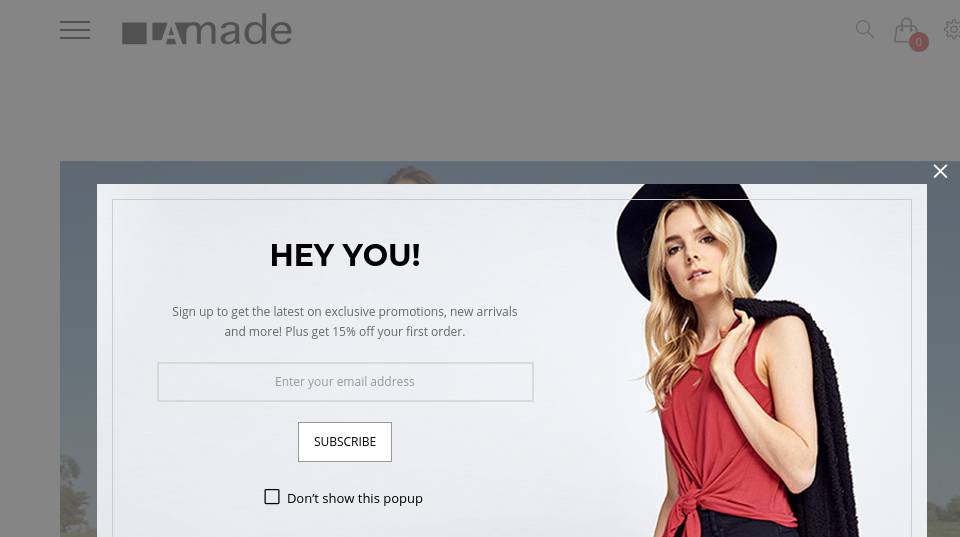 LAmade
0
HEY YOU!
Sign up to get the latest on exclusive promotions, new arrivals
and more! Plus get 15% off your first order.
Enter your email address
SUBSCRIBE
Don't show this popup